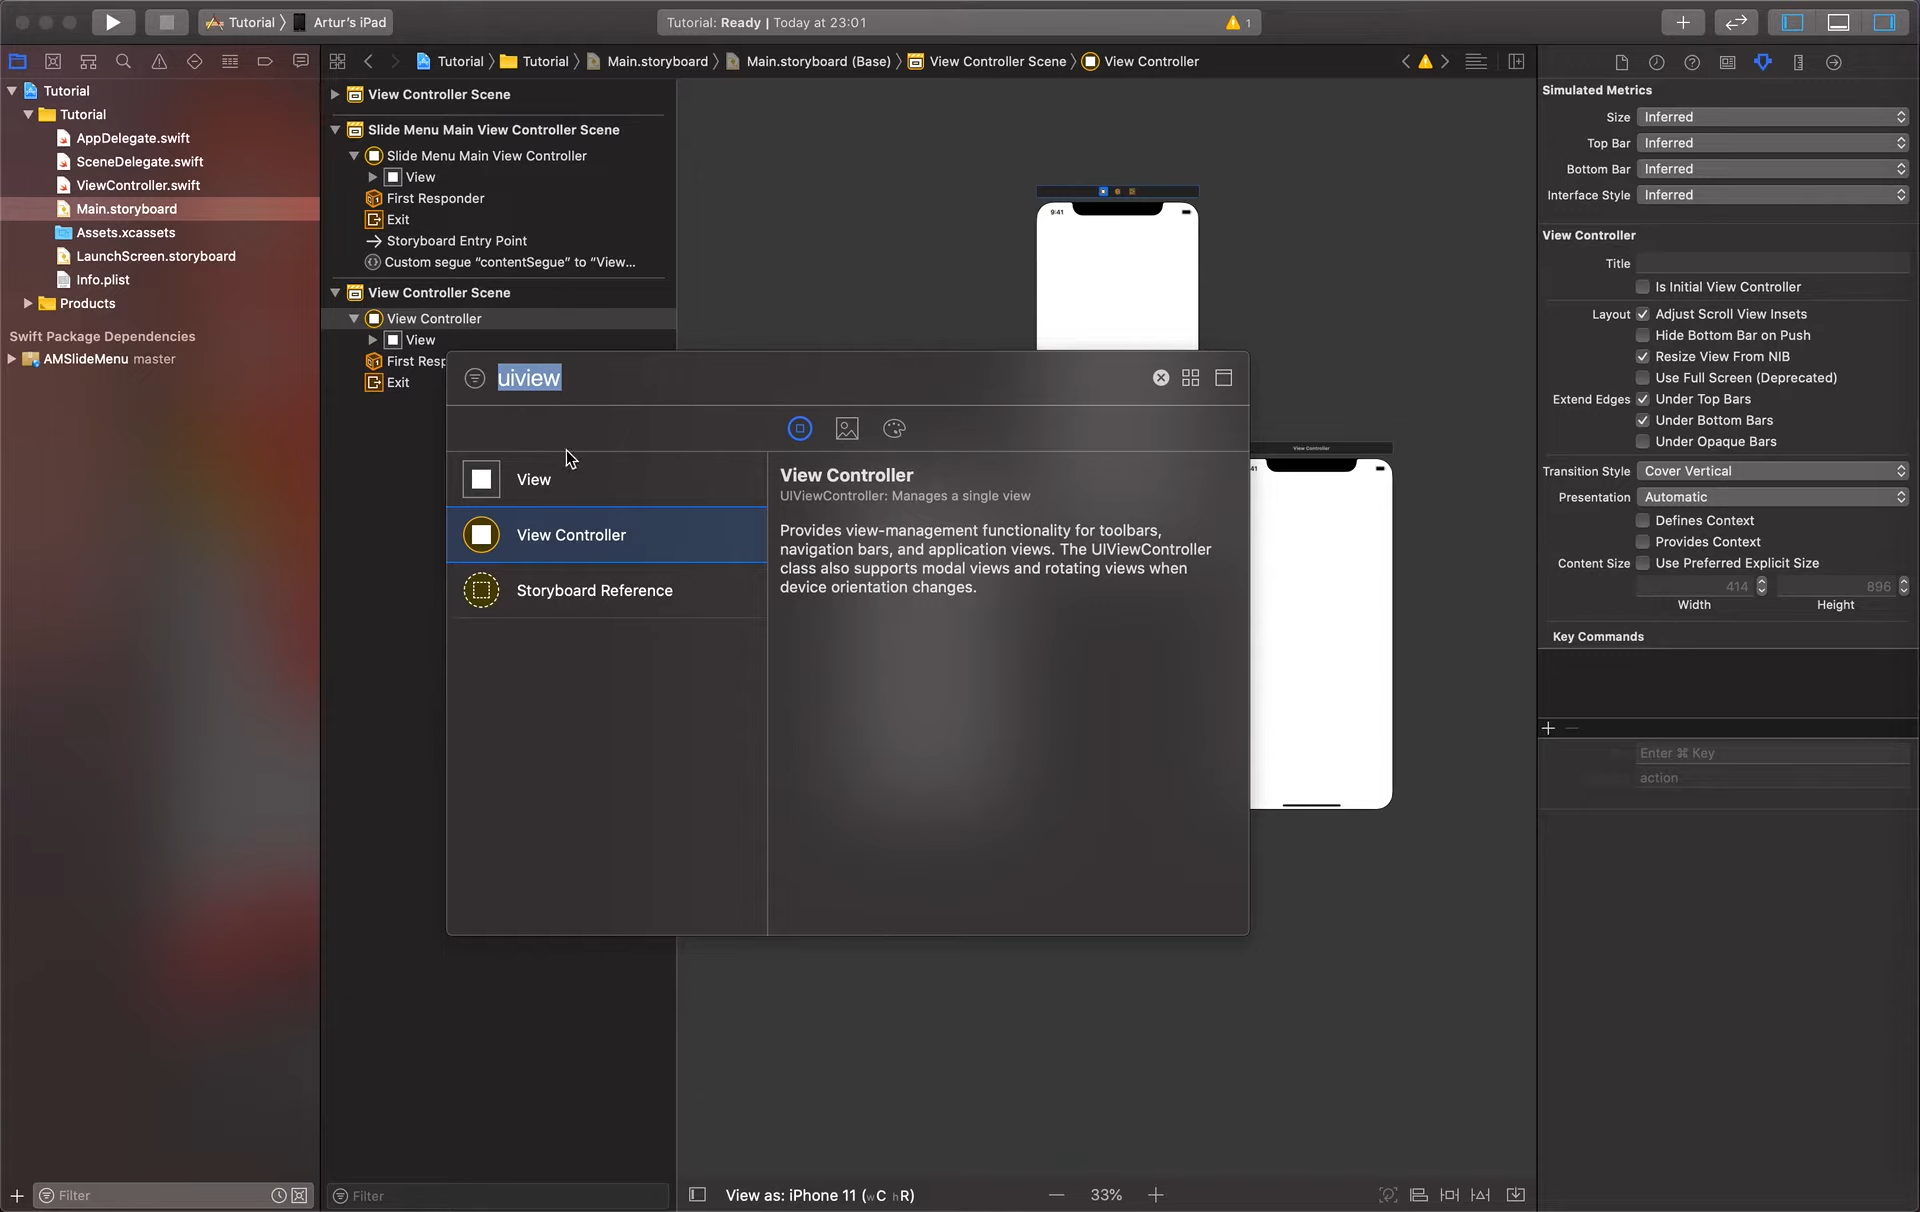 Tutorial 〉 Artur's iPad
Tutorial: Ready | Today at 23:01
1
Tutorial 〉 Tutorial 〉 Main.storyboard 〉 Main.storyboard (Base) 〉 View Controller Scene 〉 View Controller
Tutorial
Tutorial
AppDelegate.swift
SceneDelegate.swift
ViewController.swift
Main.storyboard
Assets.xcassets
LaunchScreen.storyboard
Info.plist
Products
Swift Package Dependencies
AMSlideMenu master
Filter
View Controller Scene
Slide Menu Main View Controller Scene
Slide Menu Main View Controller
View
First Responder
Exit
Storyboard Entry Point
Custom segue “contentSegue” to “View...
View Controller Scene
View Controller
View
First Resp
Exit
Filter
9:41
uiview
View
View Controller
Storyboard Reference
View Controller
UIViewController: Manages a single view
Provides view-management functionality for toolbars,
navigation bars, and application views. The UIViewController
class also supports modal views and rotating views when
device orientation changes.
View Controller
41
View as: iPhone 11 (wC hR)
33%
Simulated Metrics
Size Inferred
Top Bar Inferred
Bottom Bar Inferred
Interface Style Inferred
View Controller
Title
Is Initial View Controller
Layout Adjust Scroll View Insets
Hide Bottom Bar on Push
Resize View From NIB
Use Full Screen (Deprecated)
Extend Edges Under Top Bars
Under Bottom Bars
Under Opaque Bars
Transition Style Cover Vertical
Presentation Automatic
Defines Context
Provides Context
Content Size Use Preferred Explicit Size
414 896
Width Height
Key Commands
Enter ⌘ Key
action